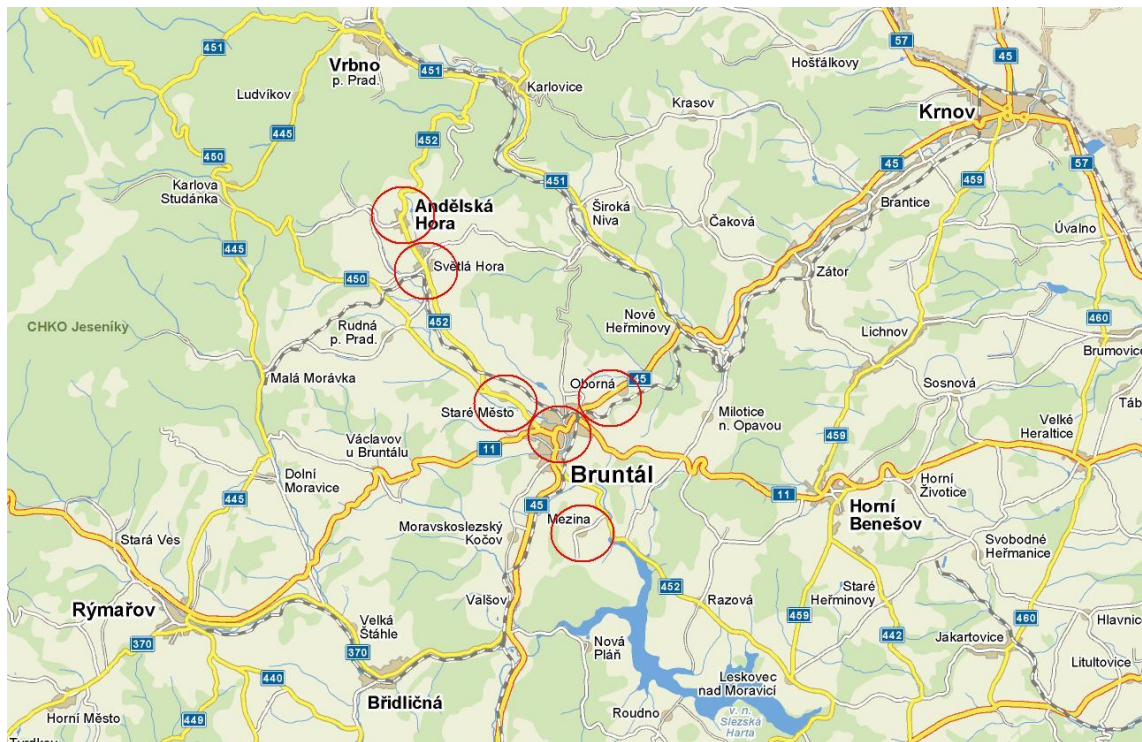 451
57
45
Hošťálkovy
Vrbno
p. Prad.
451
Karlovice
Ludvíkov
Krasov
Krnov
445
452
45
57
450
451
459
Karlova
Studánka
Andělská
Hora
Široká
Niva
Čaková
Brantice
Úvalno
445
Světlá Hora
450
Zátor
CHKO Jeseníky
452
Rudná
p. Prad.
Nové
Heřminovy
Lichnov
460
Brumovice
Malá Morávka
Oborná
45
Sosnová
Staré Město
Milotice
n. Opavou
Táb
Velké
Heraltice
Václavov
u Bruntálu
11
459
Bruntál
Dolní
Moravice
445
11
Horní
Životice
Horní
Benešov
45
Mezina
Moravskoslezský
Kočov
Stará Ves
Svobodné
Heřmanice
452
Staré
Heřminovy
Rýmařov
Valšov
Razová
459
460
Hlavnic
Velká
Štáhle
442
370
370
Nová
Pláň
Jakartovice
Litultovice
440
Břidličná
Leskovec
nad Moravicí
449
Horní Město
Roudno
v. n.
Slezská
Harta